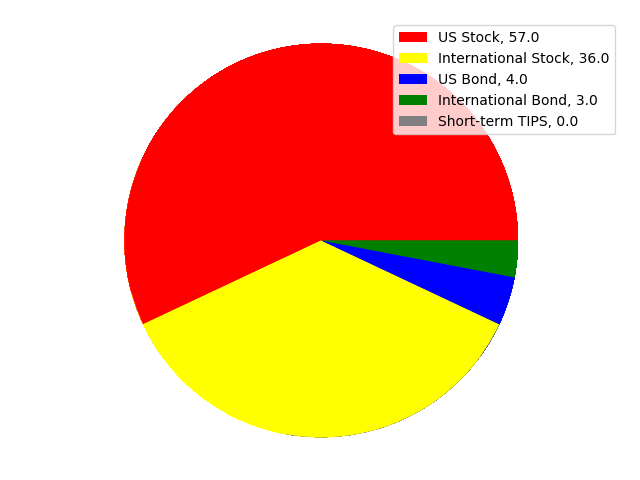 US Stock, 57.0
International Stock, 36.0
US Bond, 4.0
International Bond, 3.0
Short-term TIPS, 0.0